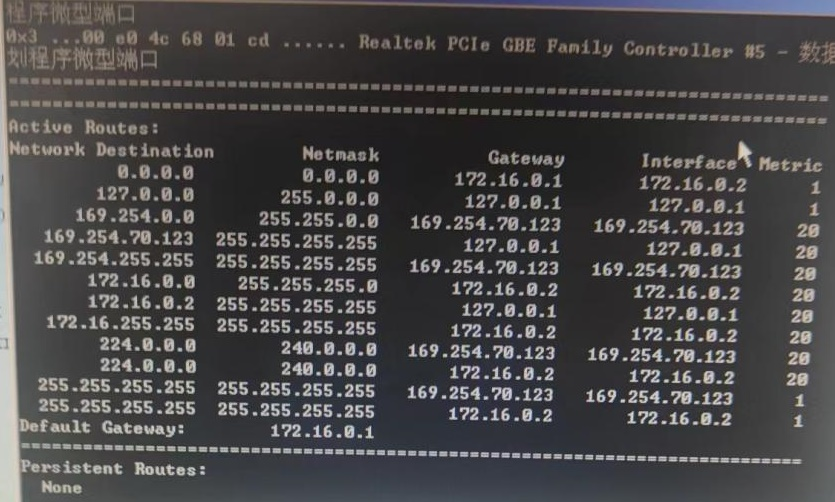 程序微型端口
0x3 ...00 e0 4c 68 01 cd ...... Realtek PCIe GBE Family Controller #5 - 数据
划程序微型端口
===========================================================================
===========================================================================
Active Routes:
Network Destination Netmask Gateway Interface Metric
0.0.0.0 0.0.0.0 172.16.0.1 172.16.0.2 1
127.0.0.0 255.0.0.0 127.0.0.1 127.0.0.1 1
169.254.0.0 255.255.0.0 169.254.70.123 169.254.70.123 20
169.254.70.123 255.255.255.255 127.0.0.1 127.0.0.1 20
169.254.255.255 255.255.255.255 169.254.70.123 169.254.70.123 20
172.16.0.0 255.255.255.0 172.16.0.2 172.16.0.2 20
172.16.0.2 255.255.255.255 127.0.0.1 127.0.0.1 20
172.16.255.255 255.255.255.255 172.16.0.2 172.16.0.2 20
224.0.0.0 240.0.0.0 169.254.70.123 169.254.70.123 20
224.0.0.0 240.0.0.0 172.16.0.2 172.16.0.2 20
255.255.255.255 255.255.255.255 169.254.70.123 169.254.70.123 1
255.255.255.255 255.255.255.255 172.16.0.2 172.16.0.2 1
Default Gateway: 172.16.0.1
===========================================================================
Persistent Routes:
None